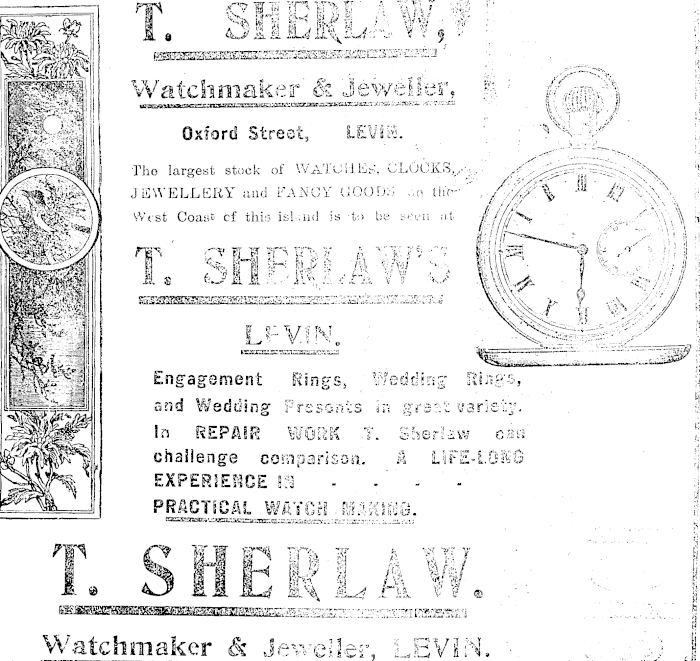 T. SHERLAW,
Watchmaker & Jeweller,
Oxford Street, LEVIN.
The largest stock of WATCHES, CLOCKS,
JEWELLERY and FANCY GOODS on the
West Coast of this island is to be seen at
T. SHERLAW'S
LEVIN.
Engagement Rings, Wedding Rings,
and Wedding Presents in great variety.
In REPAIR WORK T. Sherlaw can
challenge comparison. A LIFE-LONG
EXPERIENCE IN - - - -
PRACTICAL WATCH MAKING.
T. SHERLAW.
Watchmaker & Jeweller, LEVIN.